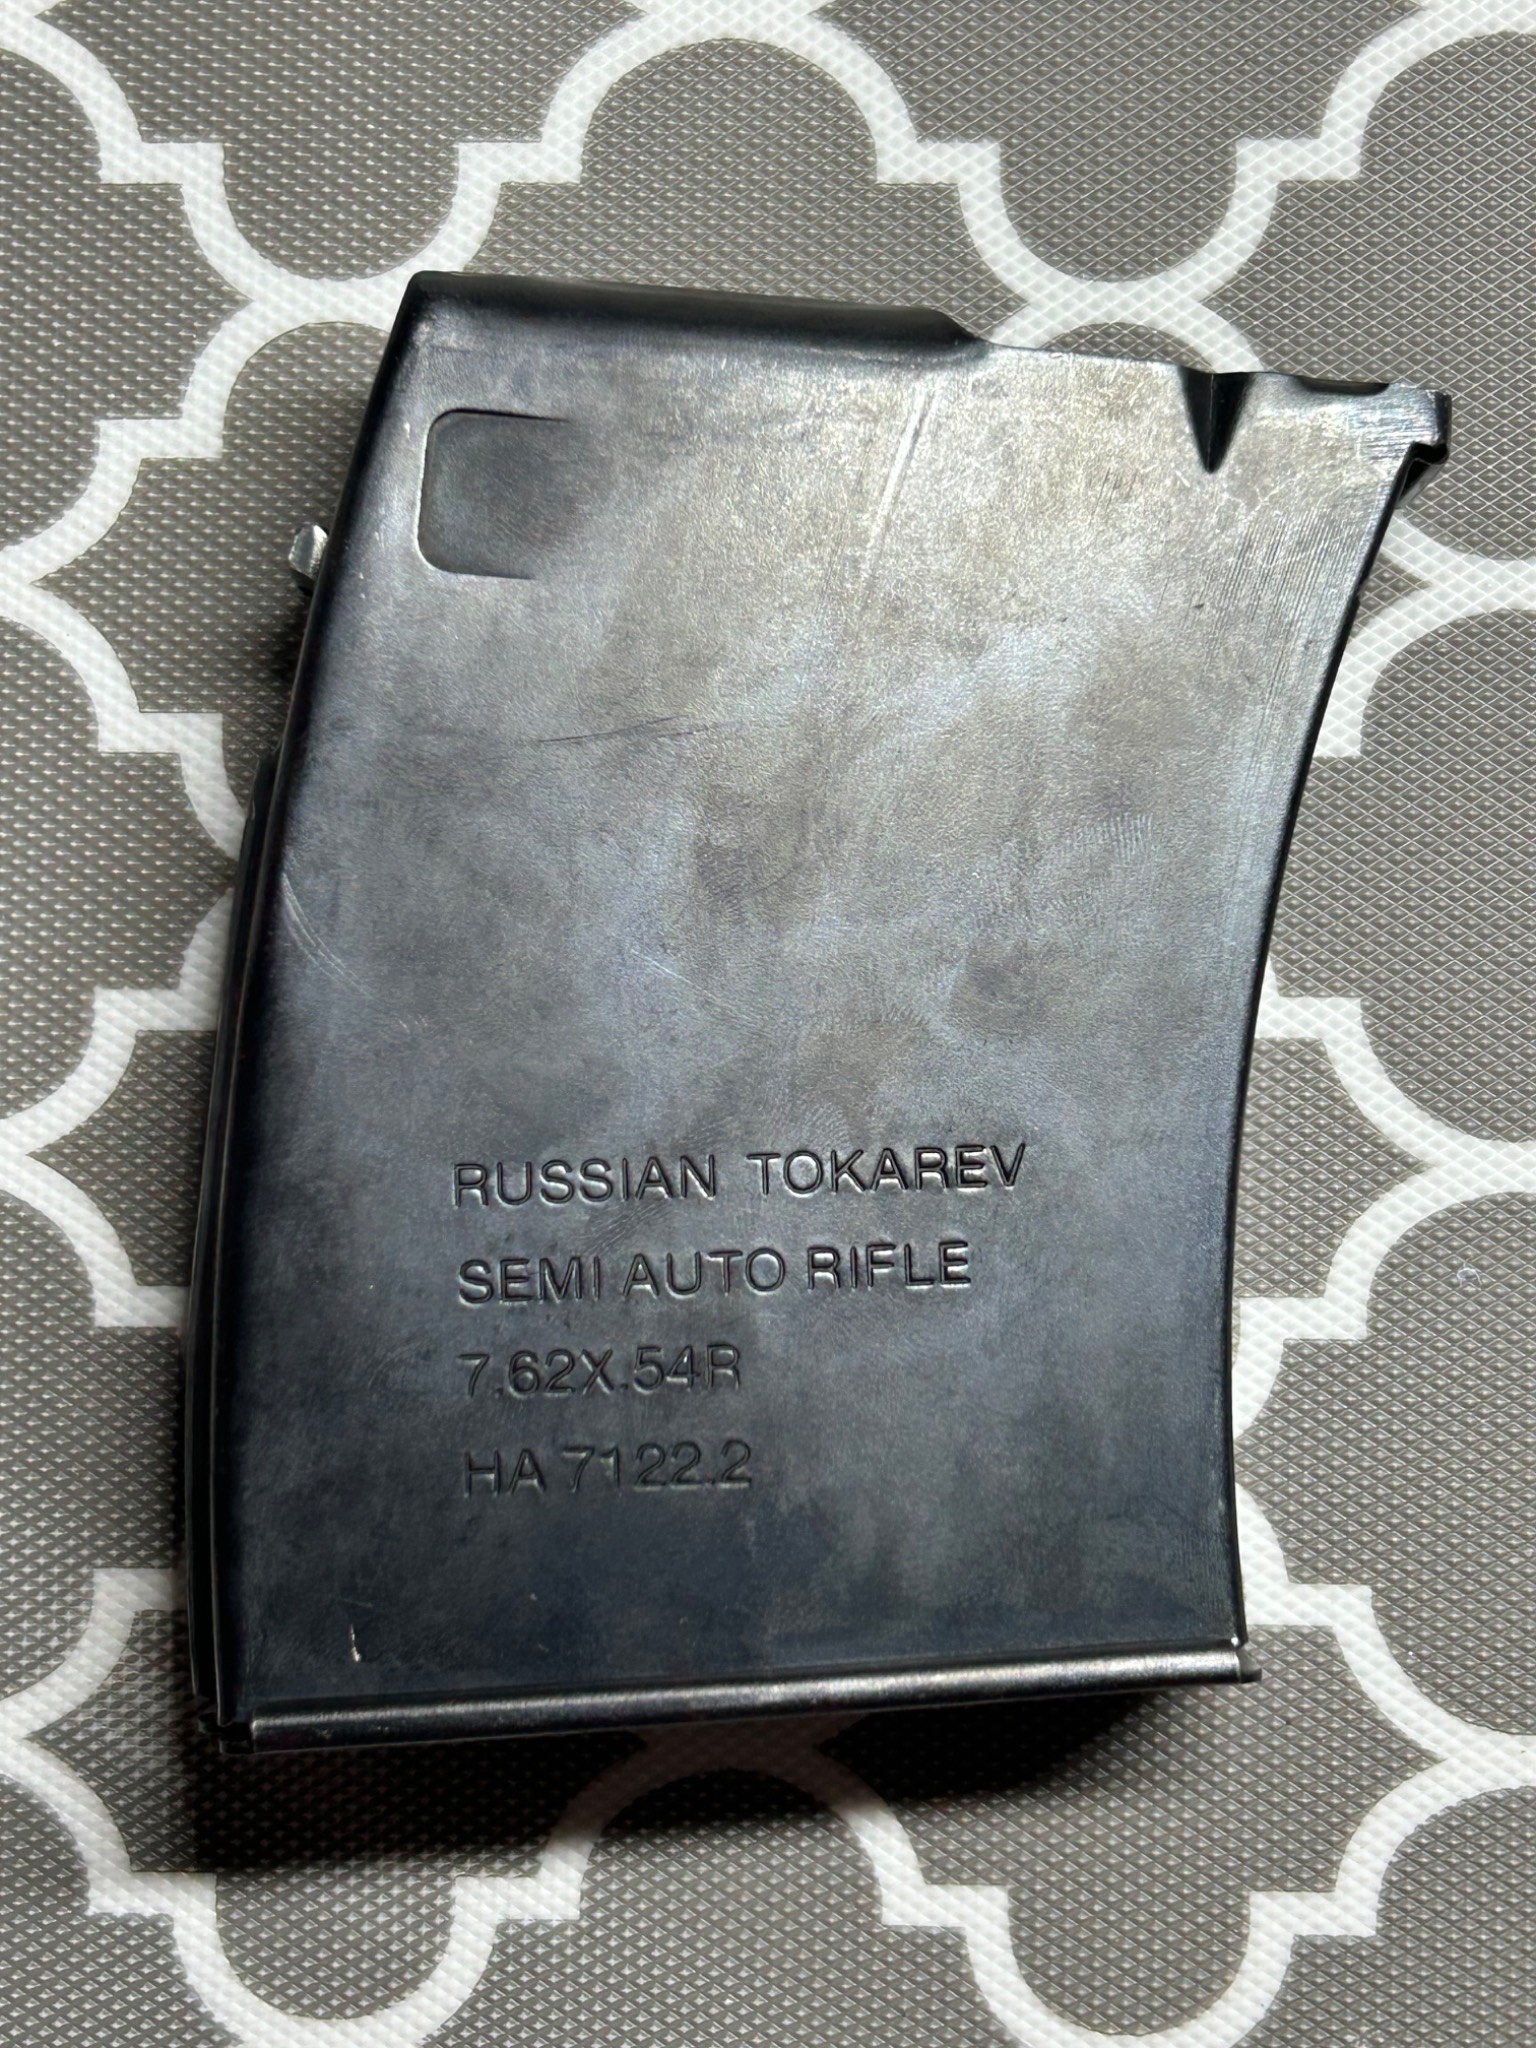 RUSSIAN TOKAREV
SEMI AUTO RIFLE
7.62X.54R
HA 7122.2